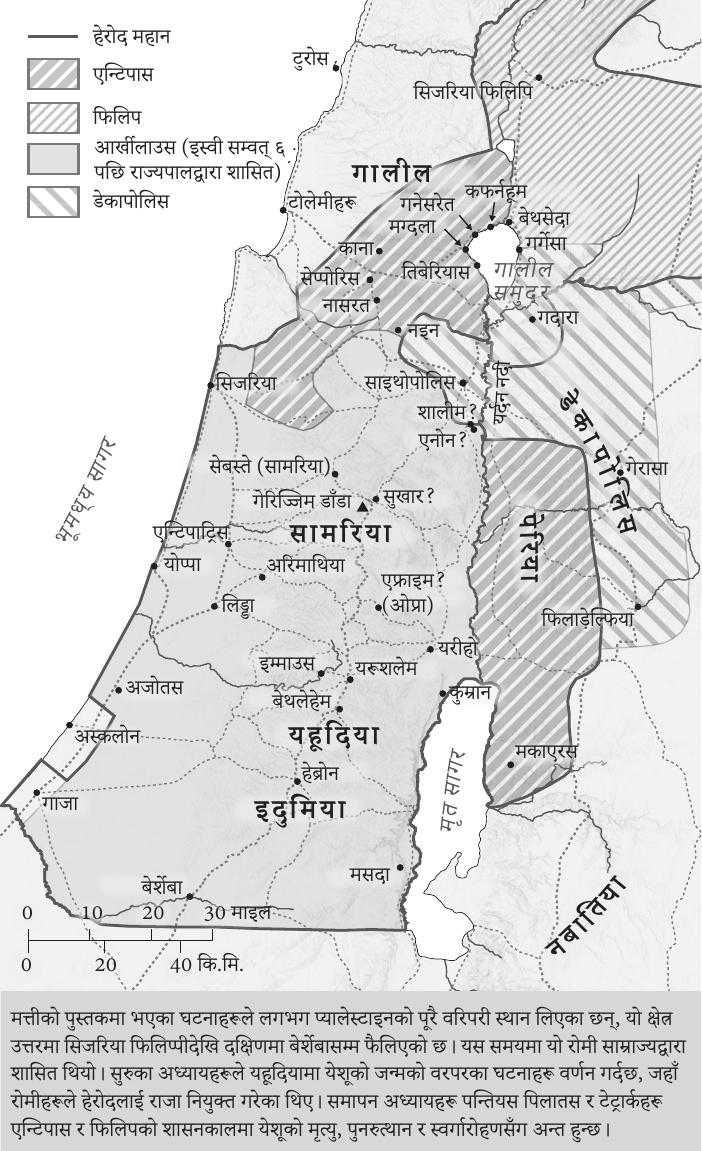 हेरोद महान
एन्टिपास
फिलिप
आर्खीलाउस (इस्वी सम्वत् ६
पछि राज्यपालद्वारा शासित)
डेकापोलिस
टुरोस
सिजरिया फिलिपि
गालील
कफर्नहूम
गनेसरेत
टोलेमीहरू
मग्दला
बेथसेदा
काना
गर्गेसा
तिबेरियास
गालील
समुदर
सेप्पोरिस
नासरत
गदारा
नइन
सिजरिया
साइथोपोलिस
यर्दन नदी
शालीम?
एनोन?
डेकापोलिस
भूमध्य सागर
सेबस्ते (सामरिया)
गेरासा
गेरिज्जिम डाँडा
सुखार?
सामरिया
पेरिया
एन्टिपाट्रिस
योप्पा
अरिमाथिया
एफ्राइम?
(ओप्रा)
लिड्डा
फिलाडेल्फिया
यरीहो
इम्माउस
यरूशलेम
अजोतस
बेथलेहेम
कुम्रान
अस्कलोन
यहूदिया
मकाएरस
मृत सागर
हेब्रोन
गाजा
इदुमिया
मसदा
बेर्शेबा
नबातिया
0 10 20 30 माइल
0 20 40 कि.मि.
मत्तीको पुस्तकमा भएका घटनाहरूले लगभग प्यालेस्टाइनको पूरै वरिपरी स्थान लिएका छन्, यो क्षेत्र
उत्तरमा सिजरिया फिलिप्पीदेखि दक्षिणमा बेर्शेबासम्म फैलिएको छ। यस समयमा यो रोमी साम्राज्यद्वारा
शासित थियो। सुरुका अध्यायहरूले यहूदियामा येशूको जन्मको वरपरका घटनाहरू वर्णन गर्दछ, जहाँ
रोमीहरूले हेरोदलाई राजा नियुक्त गरेका थिए। समापन अध्यायहरू पन्तियस पिलातस र टेट्रार्कहरू
एन्टिपास र फिलिपको शासनकालमा येशूको मृत्यु, पुनरुत्थान र स्वर्गारोहणसँग अन्त हुन्छ।